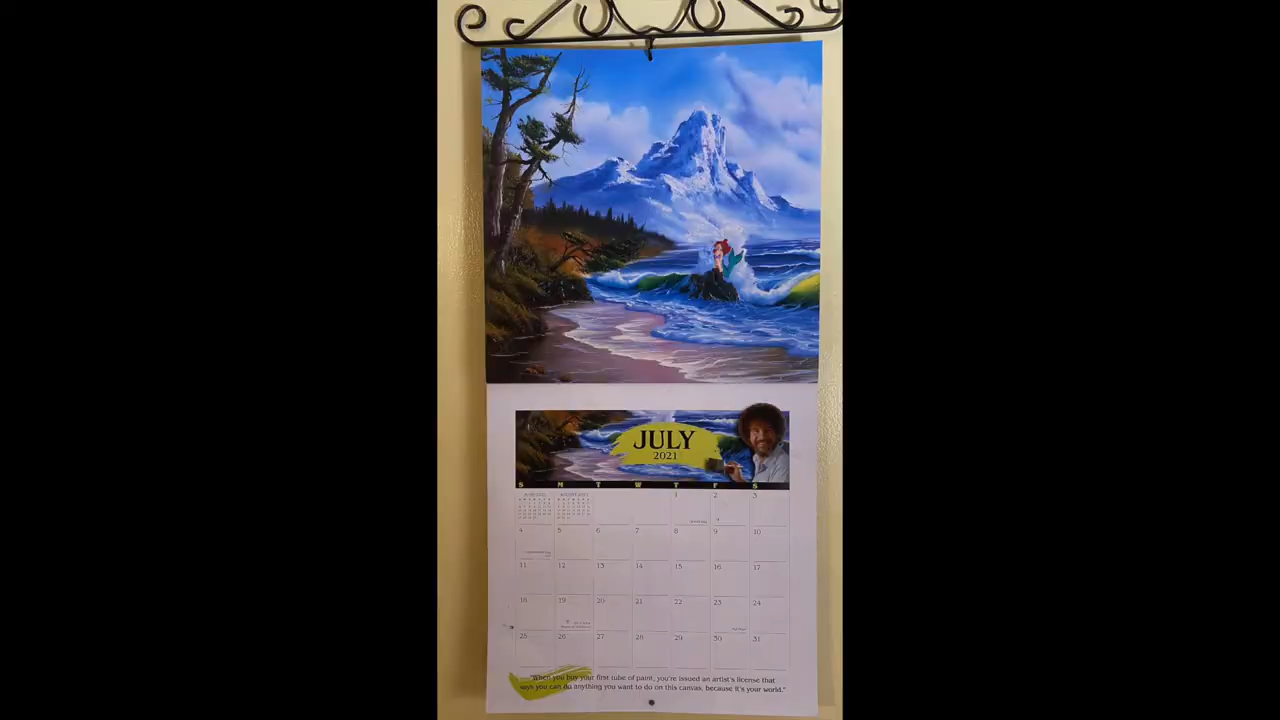 JULY
2021
S M T W T F S
1 2 3
4 5 6 7 8 9 10
11 12 13 14 15 16 17
18 19 20 21 22 23 24
25 26 27 28 29 30 31
"When you buy your first tube of paint, you're issued an artist's license that
says you can do anything you want to do on this canvas, because it's your world."